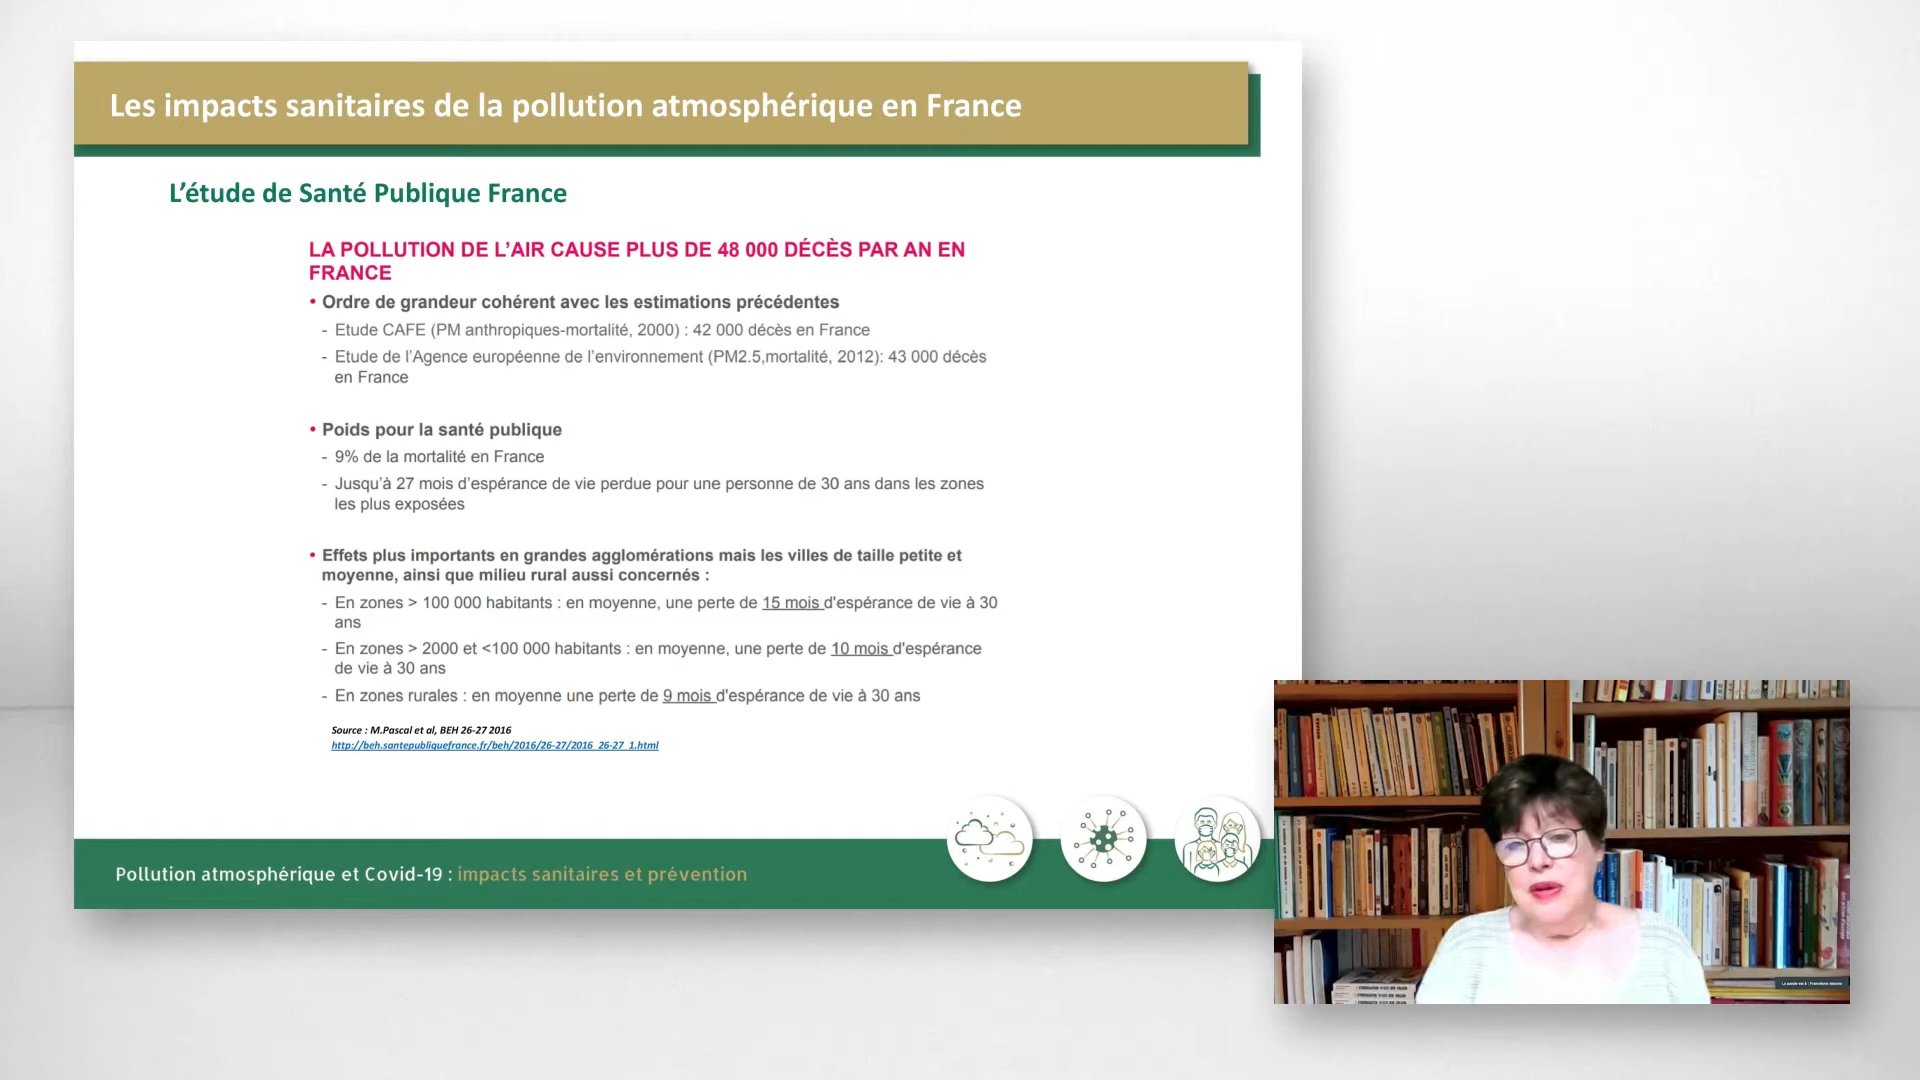 Les impacts sanitaires de la pollution atmosphérique en France
L’étude de Santé Publique France
LA POLLUTION DE L’AIR CAUSE PLUS DE 48 000 DÉCÈS PAR AN EN
FRANCE
• Ordre de grandeur cohérent avec les estimations précédentes
- Etude CAFE (PM anthropiques-mortalité, 2000) : 42 000 décès en France
- Etude de l’Agence européenne de l’environnement (PM2.5,mortalité, 2012): 43 000 décès
en France
• Poids pour la santé publique
- 9% de la mortalité en France
- Jusqu’à 27 mois d’espérance de vie perdue pour une personne de 30 ans dans les zones
les plus exposées
• Effets plus importants en grandes agglomérations mais les villes de taille petite et
moyenne, ainsi que milieu rural aussi concernés :
- En zones > 100 000 habitants : en moyenne, une perte de 15 mois d'espérance de vie à 30
ans
- En zones > 2000 et <100 000 habitants : en moyenne, une perte de 10 mois d'espérance
de vie à 30 ans
- En zones rurales : en moyenne une perte de 9 mois d'espérance de vie à 30 ans
Source : M.Pascal et al, BEH 26-27 2016
http://beh.santepubliquefrance.fr/beh/2016/26-27/2016_26-27_1.html
Pollution atmosphérique et Covid-19 : impacts sanitaires et prévention